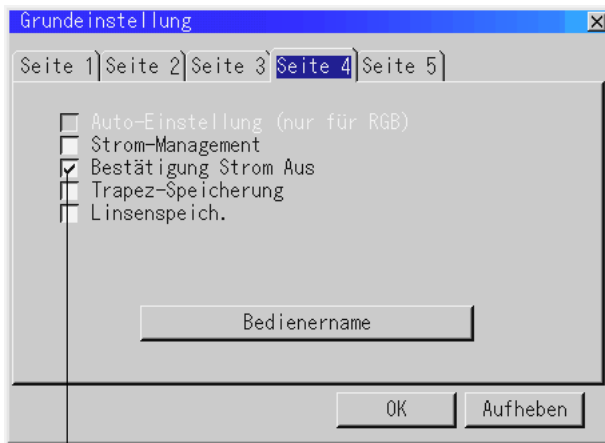 Grundeinstellung
Seite 1 Seite 2 Seite 3 Seite 4 Seite 5
Auto-Einstellung (nur für RGB)
Strom-Management
Bestätigung Strom Aus
Trapez-Speicherung
Linsenspeich.
Bedienername
OK Aufheben